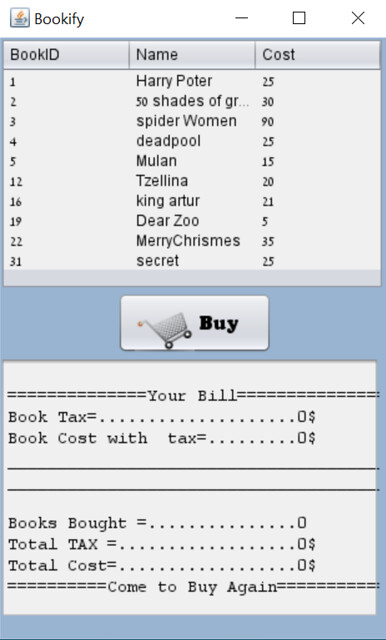 Bookify
BookID Name Cost
1 Harry Poter 25
2 50 shades of gr... 30
3 spider Women 90
4 deadpool 25
5 Mulan 15
12 Tzellina 20
16 king artur 21
19 Dear Zoo 5
22 MerryChrismes 35
31 secret 25
Buy
==============Your Bill===============
Book Tax=....................0$
Book Cost with  tax=.........0$
Books Bought =...............0
Total TAX =..................0$
Total Cost=..................0$
==========Come to Buy Again===========